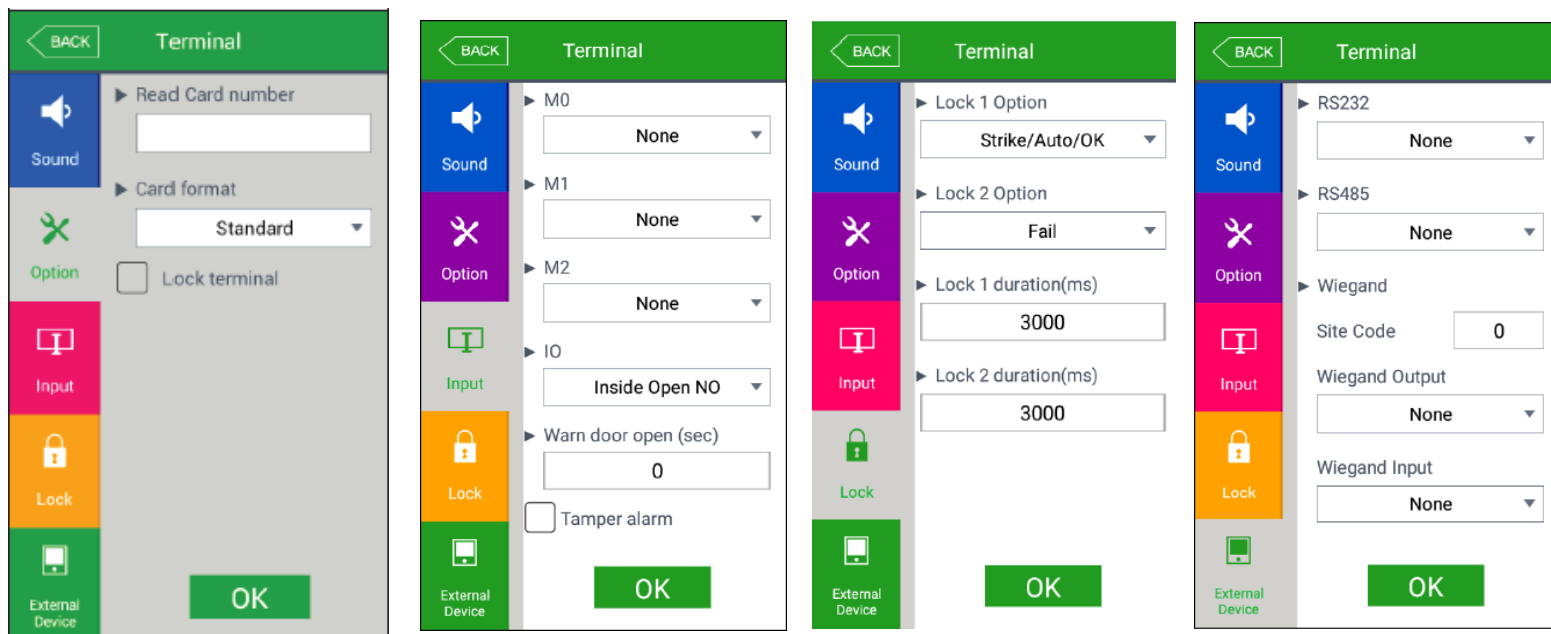 BACK
Terminal
Sound
Option
Input
Lock
External
Device
Read Card number
Card format
Standard
Lock terminal
OK
BACK
Terminal
Sound
Option
Input
Lock
External
Device
M0
None
M1
None
M2
None
IO
Inside Open NO
Warn door open (sec)
0
Tamper alarm
OK
BACK
Terminal
Sound
Option
Input
Lock
External
Device
Lock 1 Option
Strike/Auto/OK
Lock 2 Option
Fail
Lock 1 duration(ms)
3000
Lock 2 duration(ms)
3000
OK
BACK
Terminal
Sound
Option
Input
Lock
External
Device
RS232
None
RS485
None
Wiegand
Site Code 0
Wiegand Output
None
Wiegand Input
None
OK